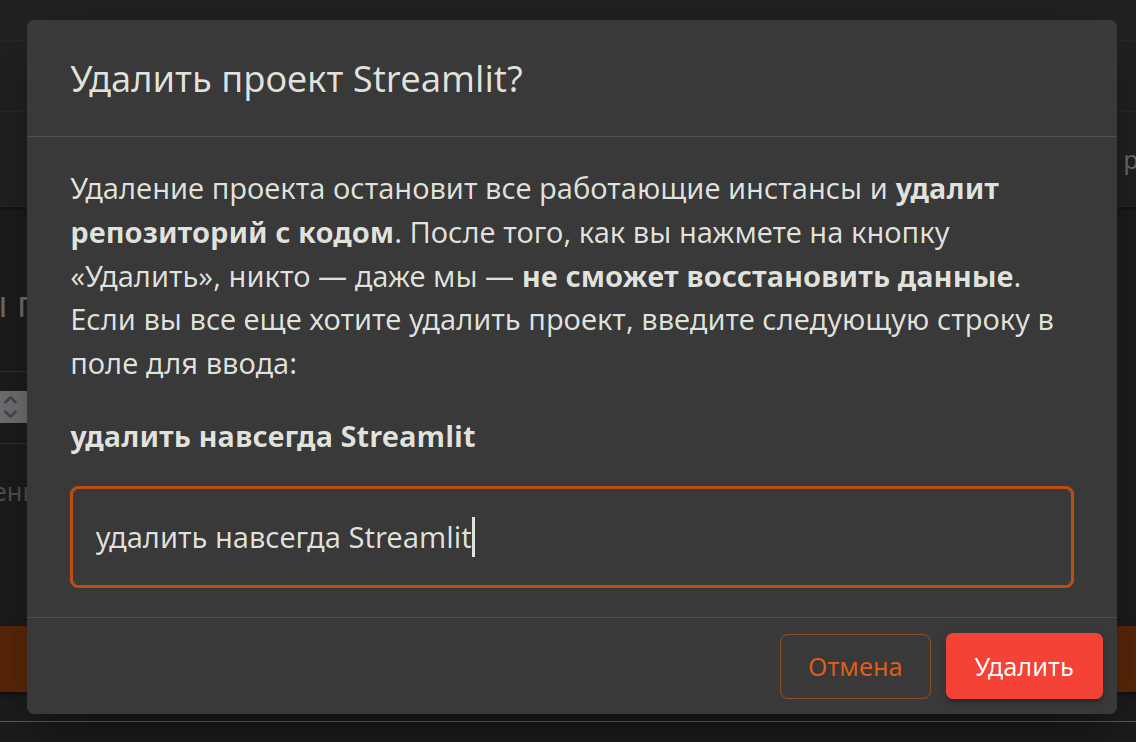 Удалить проект Streamlit?
Удаление проекта остановит все работающие инстансы и удалит
репозиторий с кодом. После того, как вы нажмете на кнопку
«Удалить», никто — даже мы — не сможет восстановить данные.
Если вы все еще хотите удалить проект, введите следующую строку в
поле для ввода:
удалить навсегда Streamlit
удалить навсегда Streamlit
Отмена
Удалить